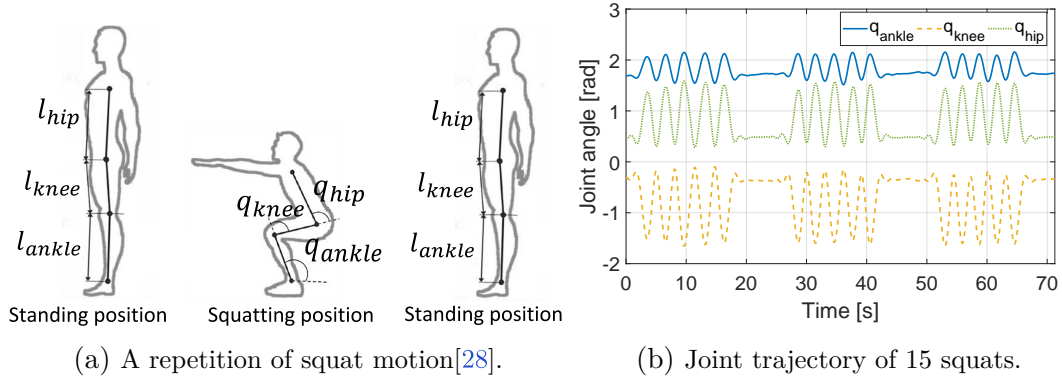 l_hip
l_knee
l_ankle
Standing position
q_hip
q_knee
q_ankle
Squatting position
l_hip
l_knee
l_ankle
Standing position
(a) A repetition of squat motion[28].
q_ankle q_knee q_hip
Joint angle [rad]
3
2
1
0
-1
-2
0 10 20 30 40 50 60 70
Time [s]
(b) Joint trajectory of 15 squats.